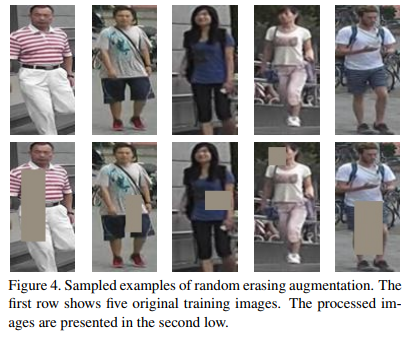 Figure 4. Sampled examples of random erasing augmentation. The
first row shows five original training images. The processed im-
ages are presented in the second low.